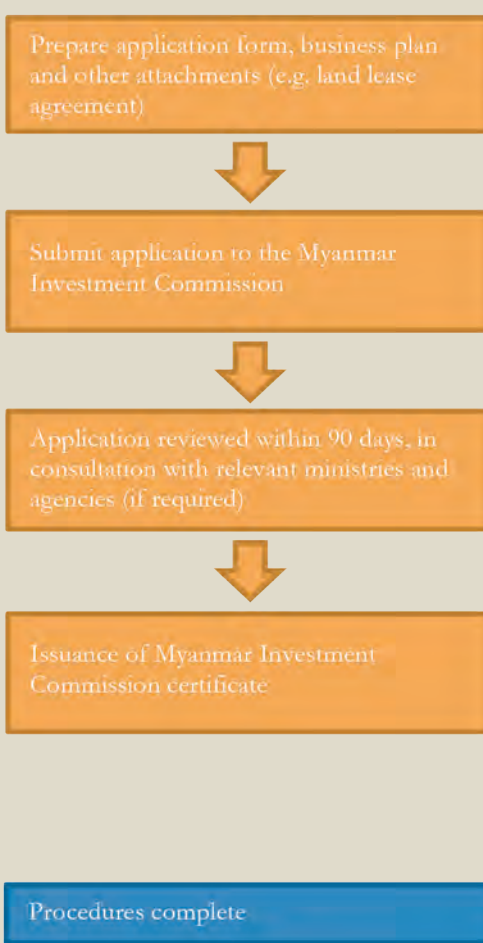 Prepare application form, business plan
and other attachments (e.g. land lease
agreement)
Submit application to the Myanmar
Investment Commission
Application reviewed within 90 days, in
consultation with relevant ministries and
agencies (if required)
Issuance of Myanmar Investment
Commission certificate
Procedures complete